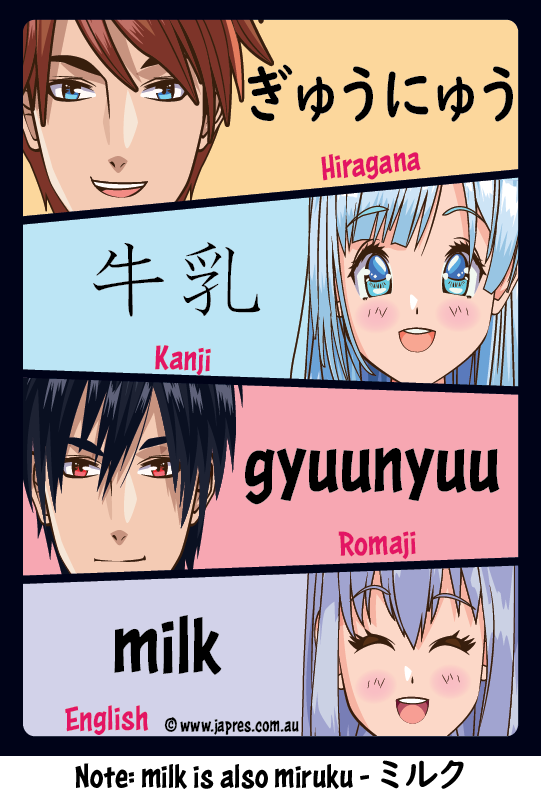 ぎゅうにゅう
Hiragana
牛乳
Kanji
gyuunyuu
Romaji
milk
English © www.japres.com.au
Note: milk is also miruku - ミルク